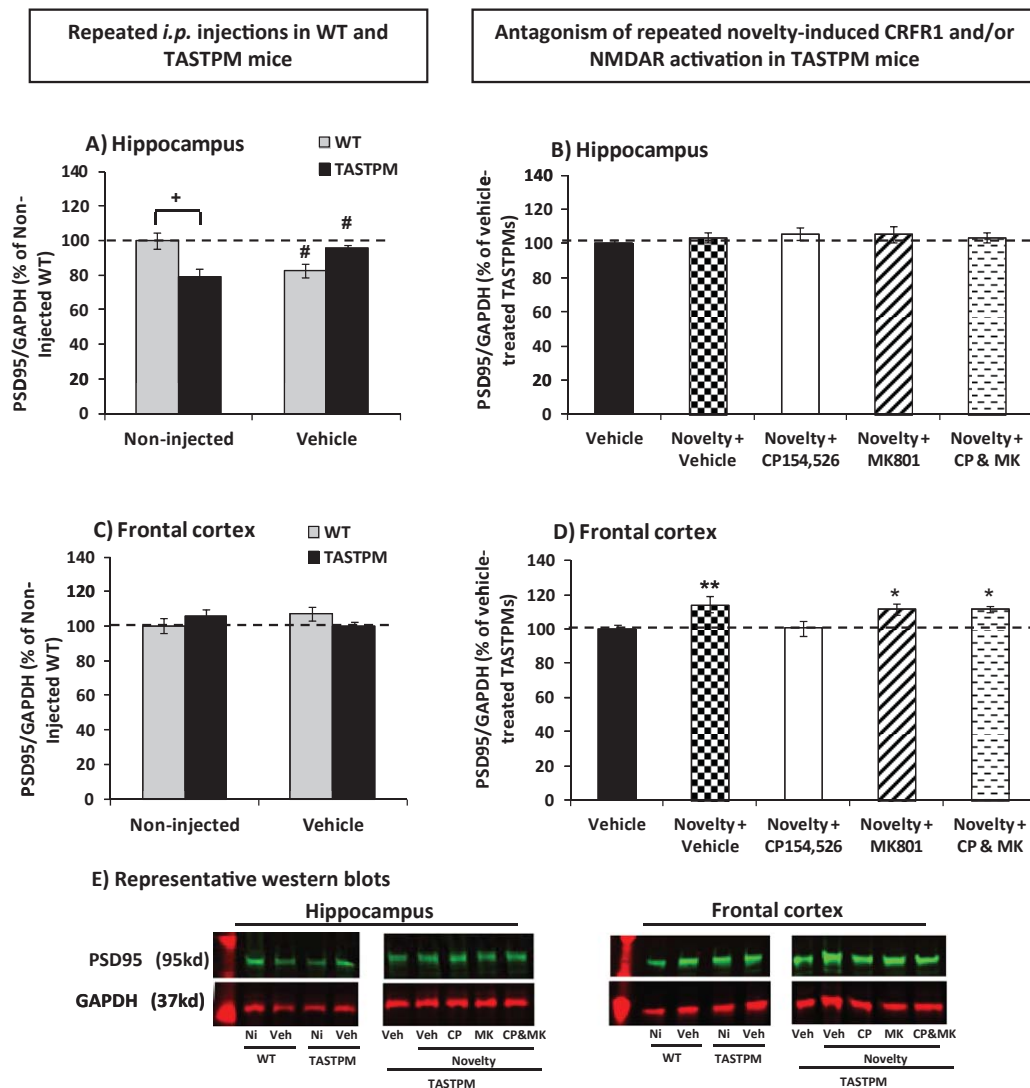 Repeated i.p. injections in WT and
TASTPM mice
Antagonism of repeated novelty-induced CRFR1 and/or
NMDAR activation in TASTPM mice
A) Hippocampus
WT
TASTPM
PSD95/GAPDH (% of Non-
Injected WT)
140
120
100
80
60
40
20
0
+
#
#
Non-injected
Vehicle
B) Hippocampus
PSD95/GAPDH (% of vehicle-
treated TASTPMs)
140
120
100
80
60
40
20
0
Vehicle
Novelty +
Vehicle
Novelty +
CP154,526
Novelty +
MK801
Novelty +
CP & MK
C) Frontal cortex
WT
TASTPM
PSD95/GAPDH (% of Non-
Injected WT)
140
120
100
80
60
40
20
0
Non-injected
Vehicle
D) Frontal cortex
PSD95/GAPDH (% of vehicle-
treated TASTPMs)
140
120
100
80
60
40
20
0
**
*
*
Vehicle
Novelty +
Vehicle
Novelty +
CP154,526
Novelty +
MK801
Novelty +
CP & MK
E) Representative western blots
Hippocampus
Frontal cortex
PSD95 (95kd)
GAPDH (37kd)
Ni Veh Ni Veh Veh Veh CP MK CP&MK
WT TASTPM Novelty
TASTPM
Ni Veh Ni Veh Veh Veh CP MK CP&MK
WT TASTPM Novelty
TASTPM